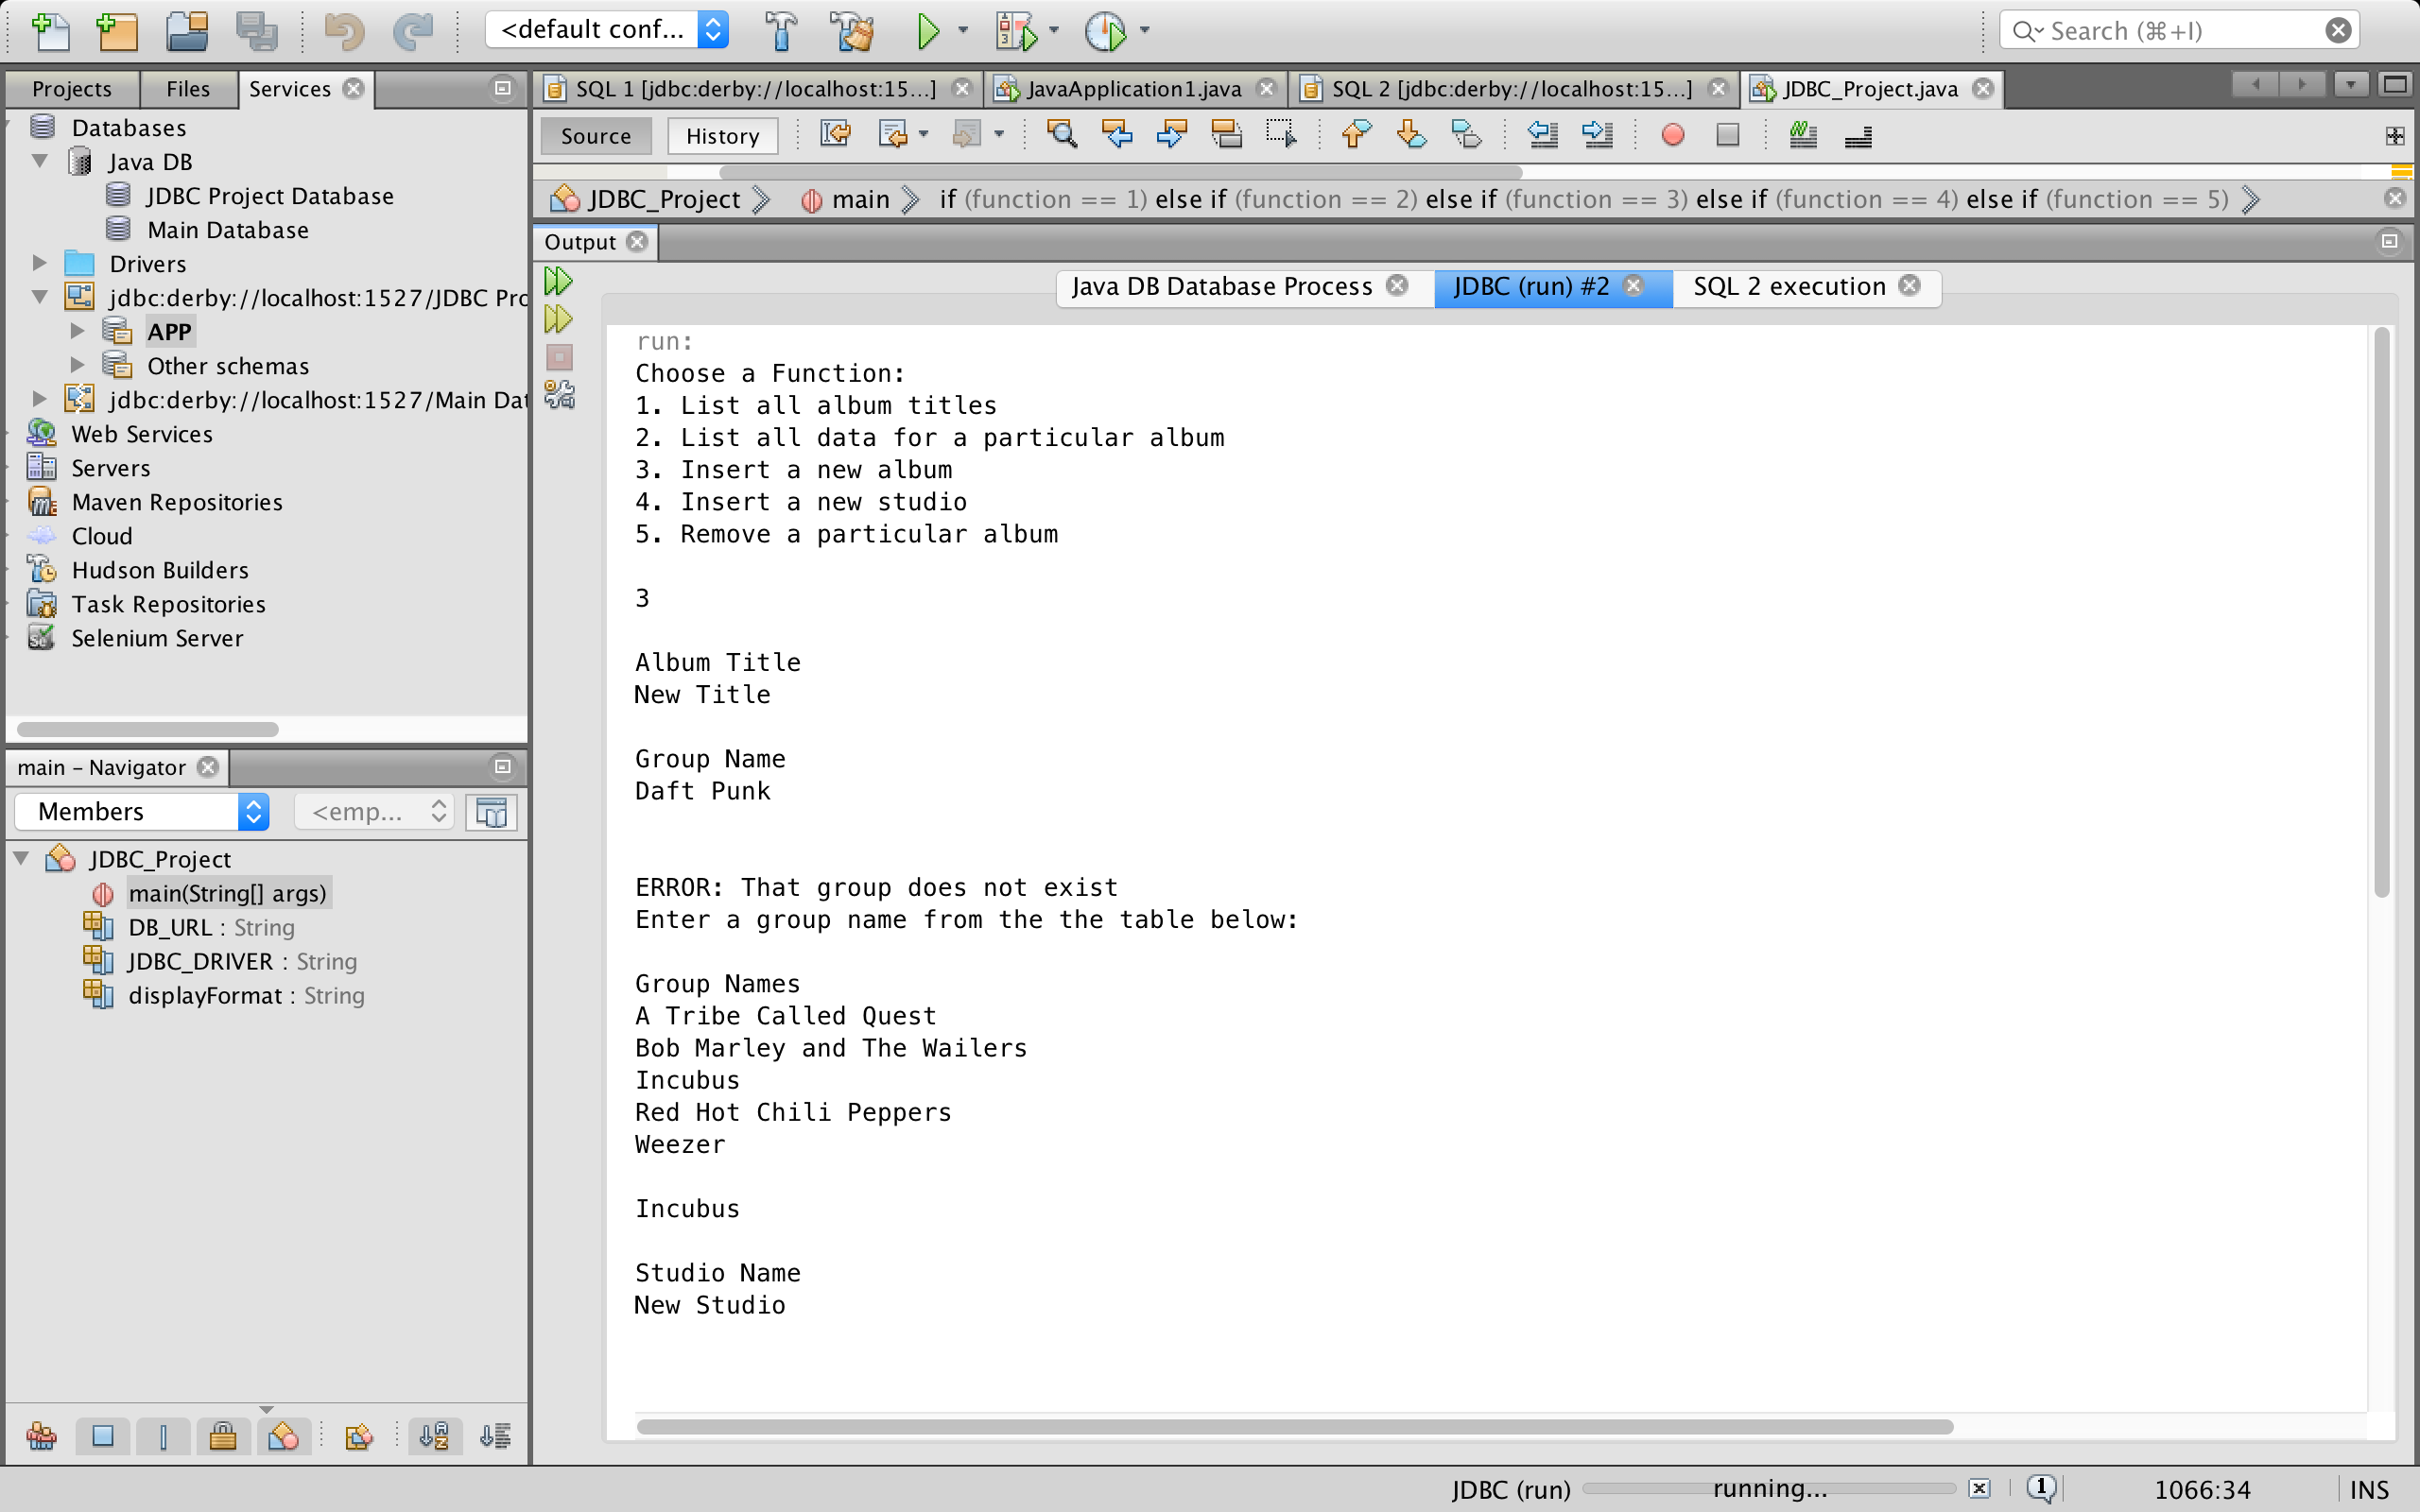 <default conf...
Search (⌘+I)
Projects
Files
Services
SQL 1 [jdbc:derby://localhost:15...]
JavaApplication1.java
SQL 2 [jdbc:derby://localhost:15...]
JDBC_Project.java
Source
History
Databases
Java DB
JDBC Project Database
Main Database
Drivers
jdbc:derby://localhost:1527/JDBC Pro
APP
Other schemas
jdbc:derby://localhost:1527/Main Dat
Web Services
Servers
Maven Repositories
Cloud
Hudson Builders
Task Repositories
Selenium Server
JDBC_Project
main
if (function == 1) else if (function == 2) else if (function == 3) else if (function == 4) else if (function == 5)
Output
Java DB Database Process
JDBC (run) #2
SQL 2 execution
run:
Choose a Function:
1. List all album titles
2. List all data for a particular album
3. Insert a new album
4. Insert a new studio
5. Remove a particular album
3
Album Title
New Title
Group Name
Daft Punk
ERROR: That group does not exist
Enter a group name from the the table below:
Group Names
A Tribe Called Quest
Bob Marley and The Wailers
Incubus
Red Hot Chili Peppers
Weezer
Incubus
Studio Name
New Studio
main – Navigator
Members
<emp...
JDBC_Project
main(String[] args)
DB_URL : String
JDBC_DRIVER : String
displayFormat : String
JDBC (run)
running...
1
1066:34
INS